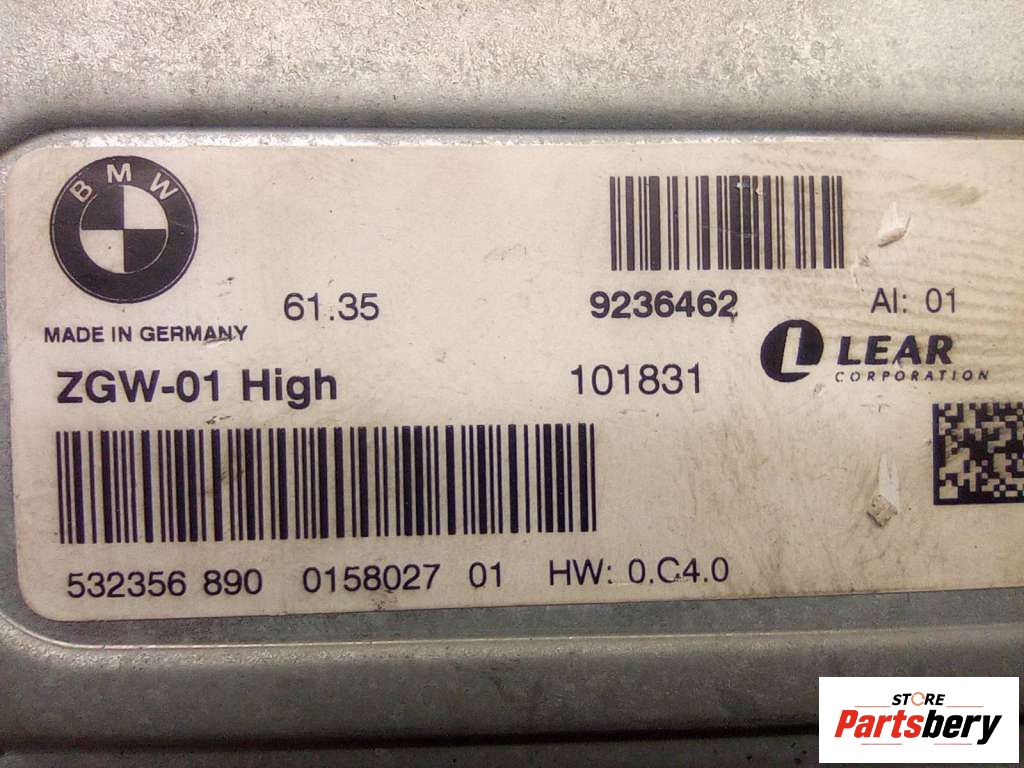 BMW
MADE IN GERMANY
61.35
9236462
AI: 01
ZGW-01 High
101831
LEAR
CORPORATION
532356 890 0158027 01 HW: 0.C4.0
STORE
Partsbery